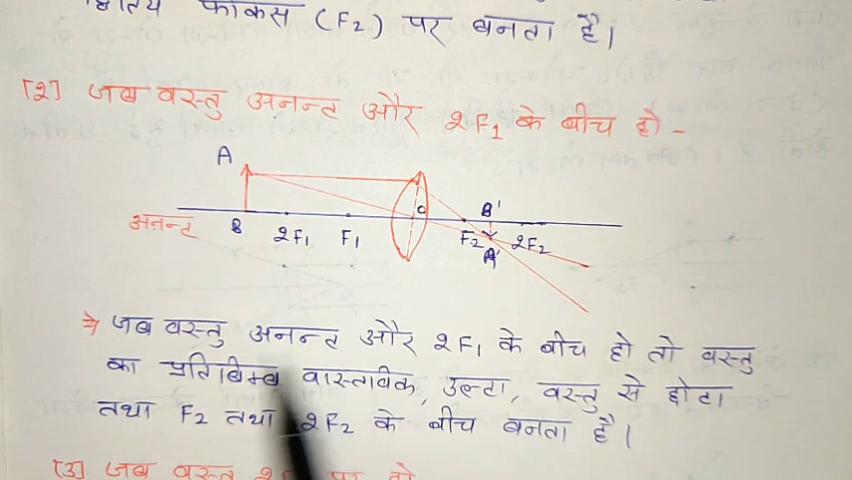 द्वितीय फोकस (F2) पर बनता है।
[2] जब वस्तु अनन्त और 2F1 के बीच हो -
A
अनन्त B 2F1 F1 C F2 B' A' 2F2
⇒ जब वस्तु अनन्त और 2F1 के बीच हो तो वस्तु
का प्रतिबिम्ब वास्तविक, उल्टा, वस्तु से छोटा
तथा F2 तथा 2F2 के बीच बनता है।
[3] जब वस्तु